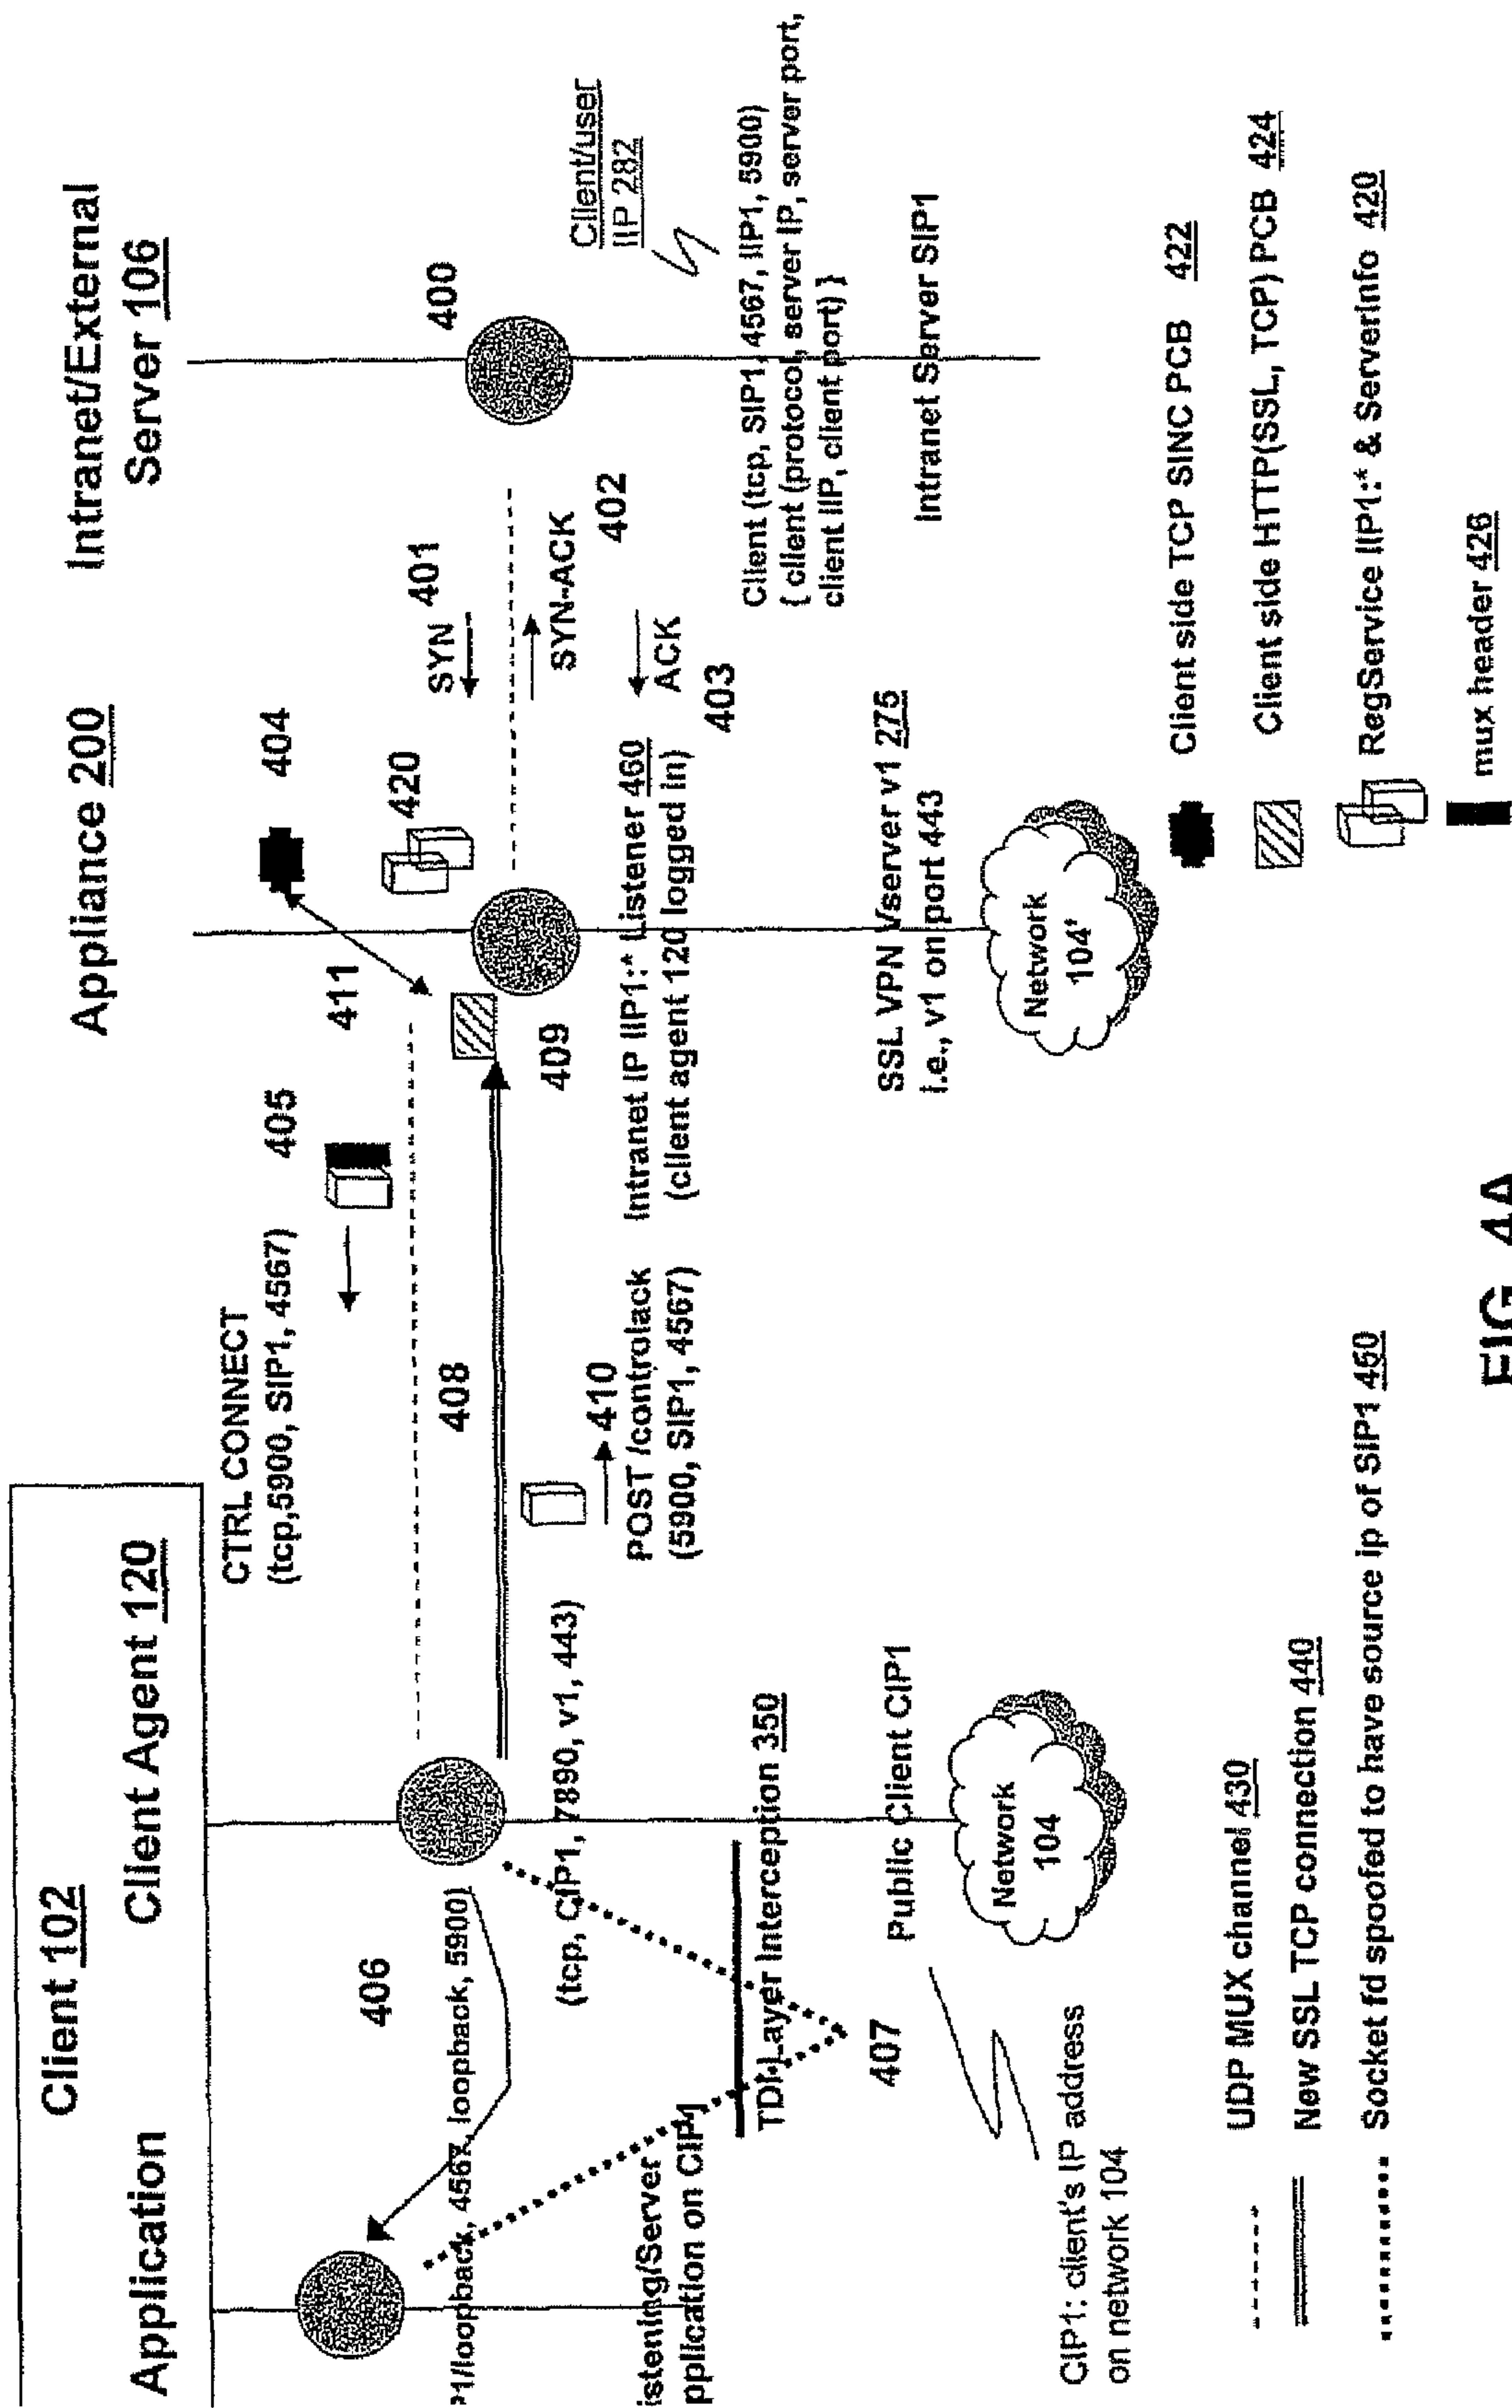 Client 102
Application
Client Agent 120
Appliance 200
Intranet/External
Server 106
CTRL CONNECT
(tcp,5900, SIP1, 4567)
405
411
404
420
SYN 401
SYN-ACK
402
ACK
403
400
Client/user
IIP 282
406
408
409
P1/loopback, 4567, loopback, 5900)
(tcp, CIP1, 7890, v1, 443)
410
POST /controlack
(5900, SIP1, 4567)
Intranet IP IIP1:* Listener 460
(client agent 120 logged in)
Client (tcp, SIP1, 4567, IIP1, 5900)
{ client (protocol, server IP, server port,
client IIP, client port) }
istening/Server
pplication on CIP1
TDI Layer Interception 350
407
Public Client CIP1
SSL VPN Vserver v1 275
i.e., v1 on port 443
Intranet Server SIP1
Network
104
Network
104'
CIP1: client's IP address
on network 104
UDP MUX channel 430
New SSL TCP connection 440
Socket fd spoofed to have source ip of SIP1 460
Client side TCP SINC PCB 422
Client side HTTP(SSL, TCP) PCB 424
RegService IIP1:* & ServerInfo 420
mux header 426
FIG. 4A